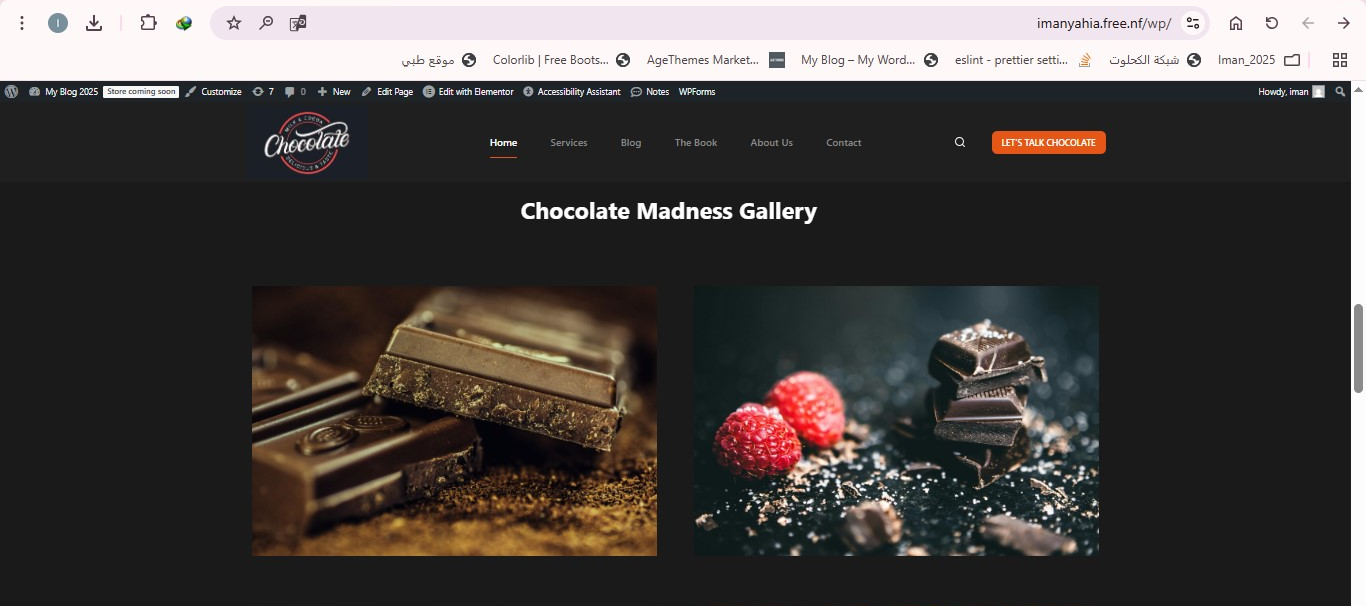 imanyahia.free.nf/wp/
موقع طبي
Colorlib | Free Boots...
AgeThemes Market...
My Blog – My Wor...
eslint - prettier setti...
شبكة الكحلوت
Iman_2025
My Blog 2025 Store coming soon Customize 7 0 New Edit Page Edit with Elementor Accessibility Assistant Notes WPForms Howdy, iman
MILK & COCOA
Chocolate
DELICIOUS & TASTE
Home Services Blog The Book About Us Contact LET'S TALK CHOCOLATE
Chocolate Madness Gallery